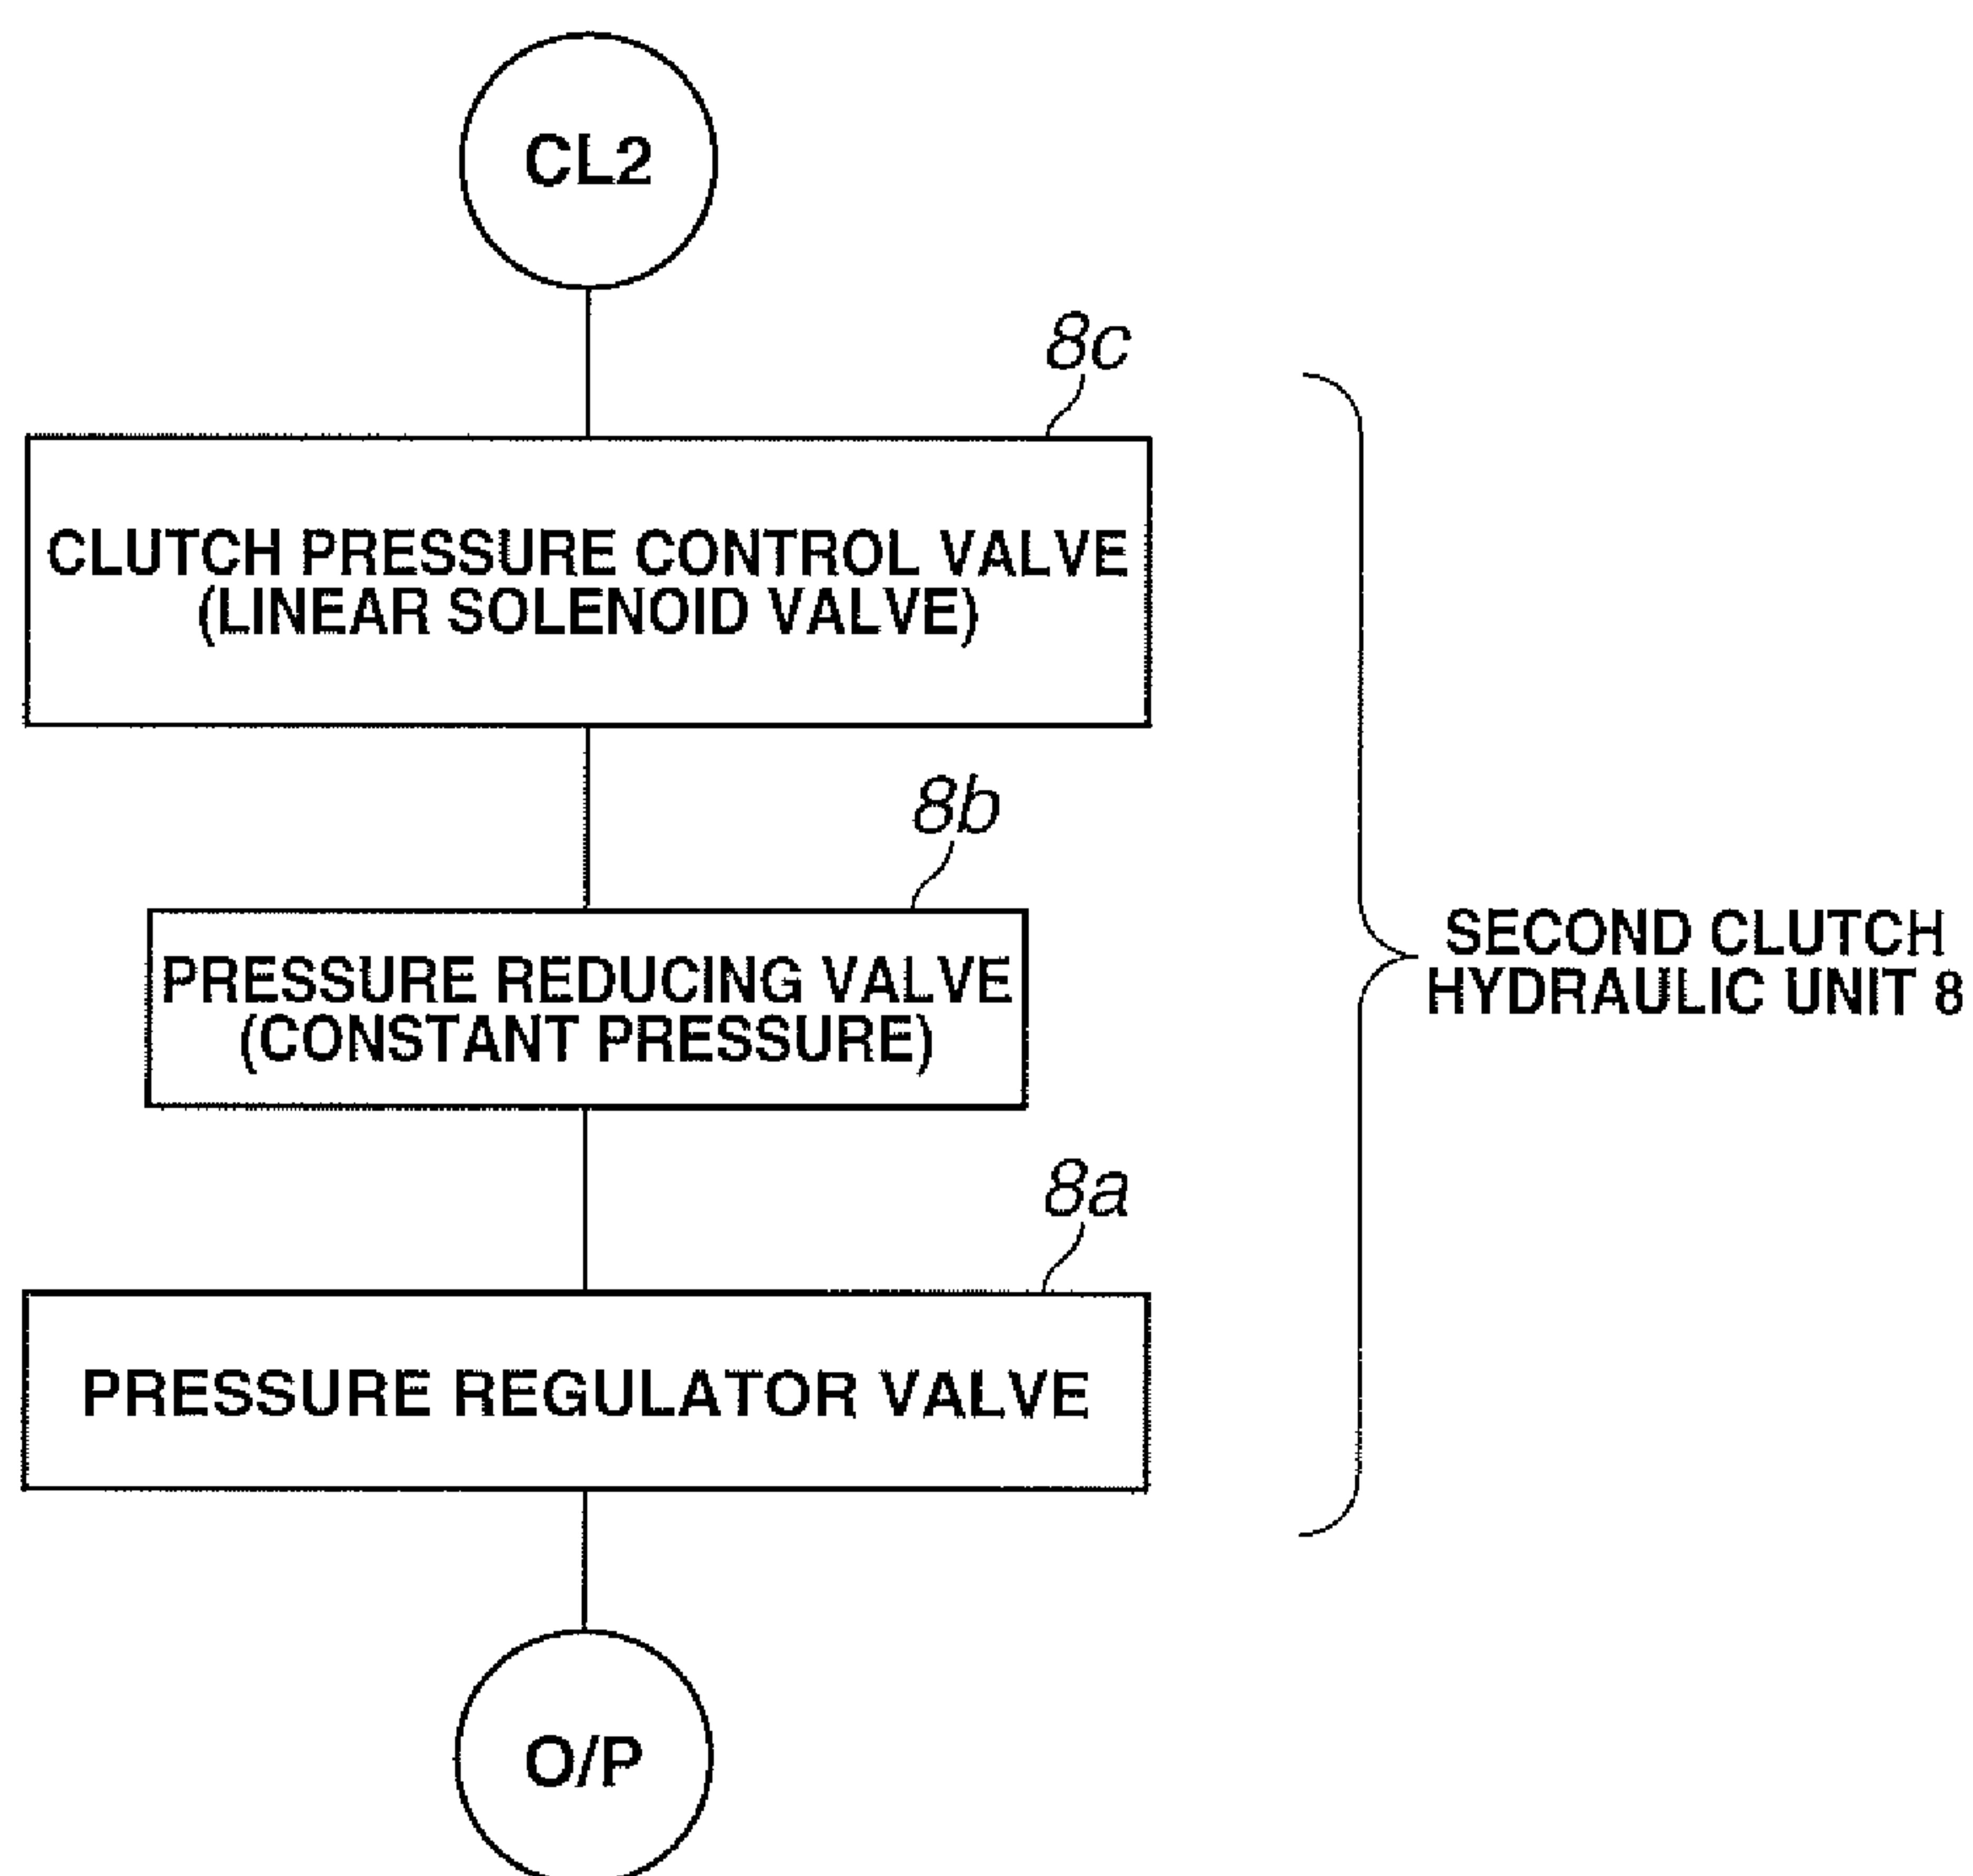 CL2
8c
CLUTCH PRESSURE CONTROL VALVE
(LINEAR SOLENOID VALVE)
8b
PRESSURE REDUCING VALVE
(CONSTANT PRESSURE)
SECOND CLUTCH
HYDRAULIC UNIT 8
8a
PRESSURE REGULATOR VALVE
O/P